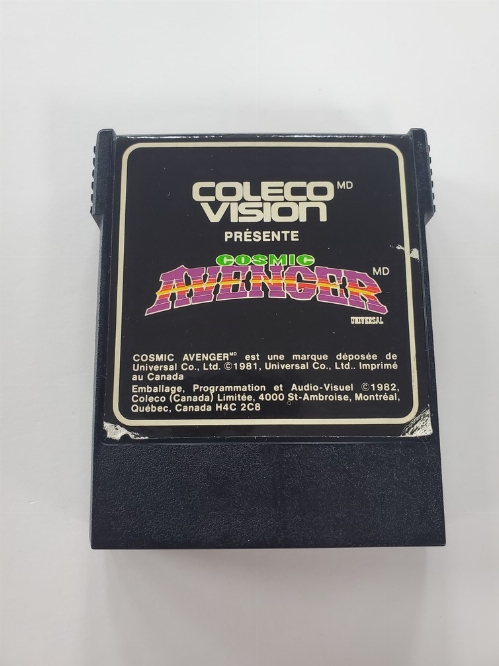 COLECO
VISION MD
PRÉSENTE
COSMIC
AVENGER MD
UNIVERSAL
COSMIC AVENGER MD est une marque déposée de
Universal Co., Ltd. ©1981, Universal Co., Ltd.. Imprimé
au Canada
Emballage, Programmation et Audio-Visuel ©1982,
Coleco (Canada) Limitée, 4000 St-Ambroise, Montréal,
Québec, Canada H4C 2C8